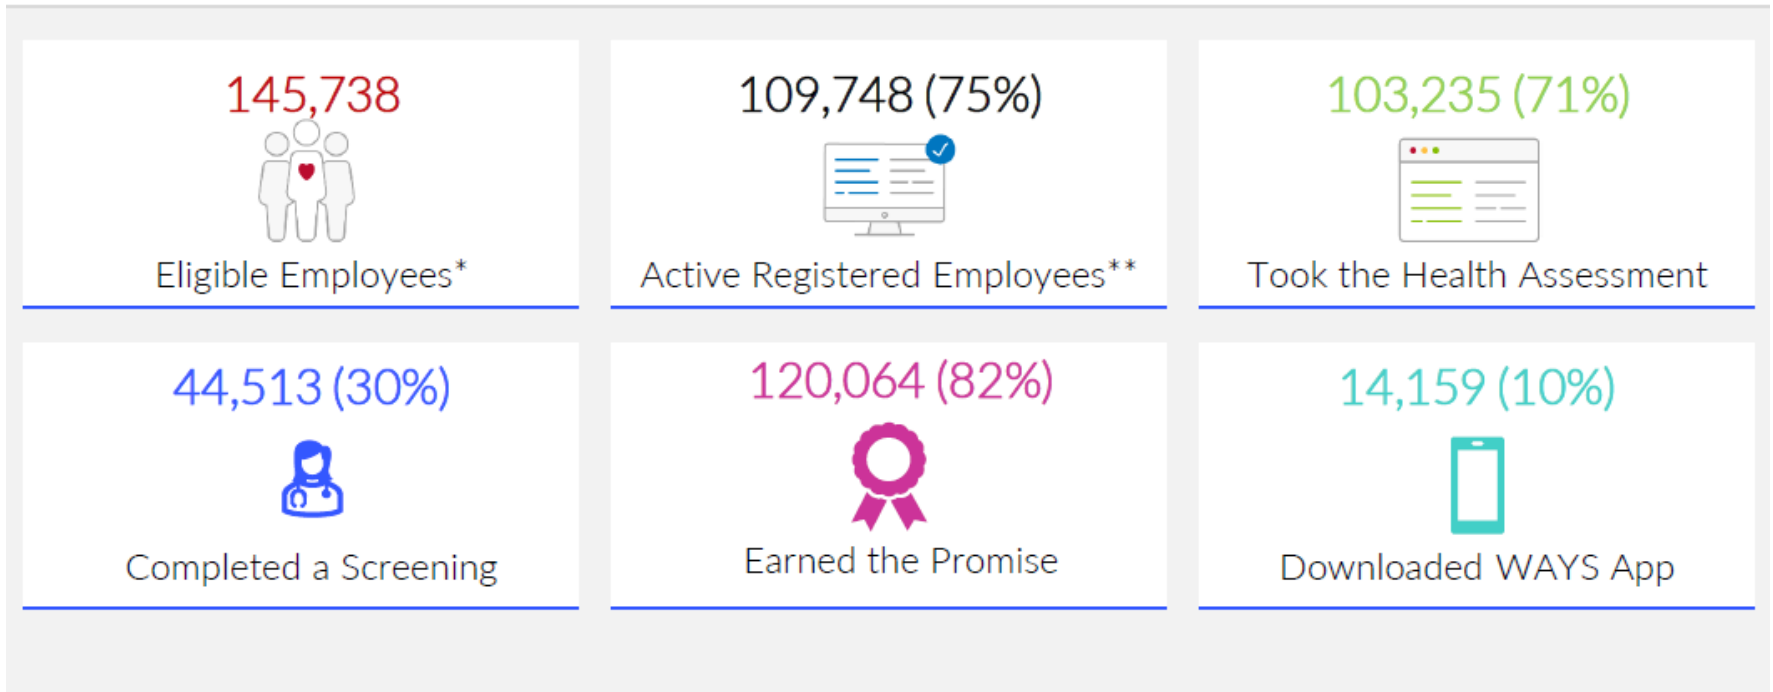 145,738
Eligible Employees*
109,748 (75%)
Active Registered Employees**
103,235 (71%)
Took the Health Assessment
44,513 (30%)
Completed a Screening
120,064 (82%)
Earned the Promise
14,159 (10%)
Downloaded WAYS App